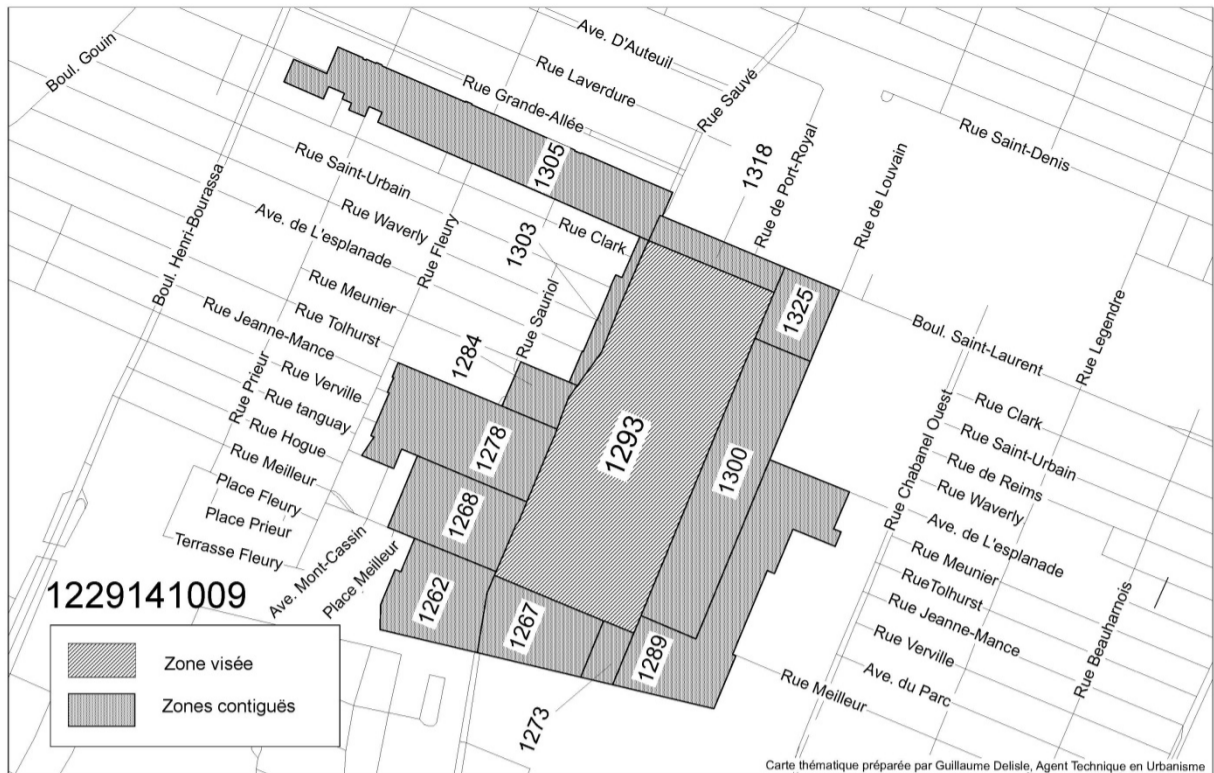 Boul. Gouin
Ave. D'Auteuil
Rue Laverdure
Rue Grande-Allée
Rue Sauvé
Rue Saint-Denis
1318
Rue de Port-Royal
Rue de Louvain
1305
Boul. Henri-Bourassa
Rue Saint-Urbain
Rue Waverly
Ave. de L'esplanade
Rue Fleury
1303
Rue Clark
Rue Meunier
Rue Tolhurst
Rue Jeanne-Mance
Rue Sauriol
1284
1325
Boul. Saint-Laurent
Rue Legendre
Rue Prieur
Rue Verville
Rue tanguay
Rue Hogue
Rue Meilleur
Place Fleury
Place Prieur
Terrasse Fleury
1278
1293
1300
1268
Rue Chabanel Ouest
Rue Clark
Rue Saint-Urbain
Rue de Reims
Rue Waverly
Ave. de L'esplanade
Rue Meunier
RueTolhurst
Rue Jeanne-Mance
Rue Verville
Ave. du Parc
Rue Beauharnois
Ave. Mont-Cassin
Place Meilleur
1262
1267
1289
1273
Rue Meilleur
1229141009
Zone visée
Zones contiguës
Carte thématique préparée par Guillaume Delisle, Agent Technique en Urbanisme